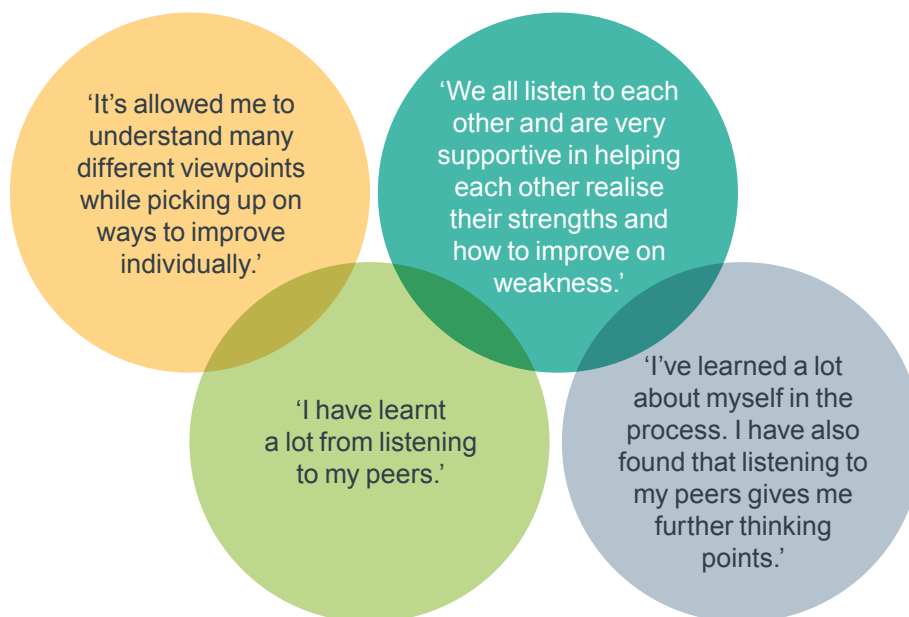 ‘It’s allowed me to
understand many
different viewpoints
while picking up on
ways to improve
individually.’
‘We all listen to each
other and are very
supportive in helping
each other realise
their strengths and
how to improve on
weakness.’
‘I have learnt
a lot from listening
to my peers.’
‘I’ve learned a lot
about myself in the
process. I have also
found that listening to
my peers gives me
further thinking
points.’